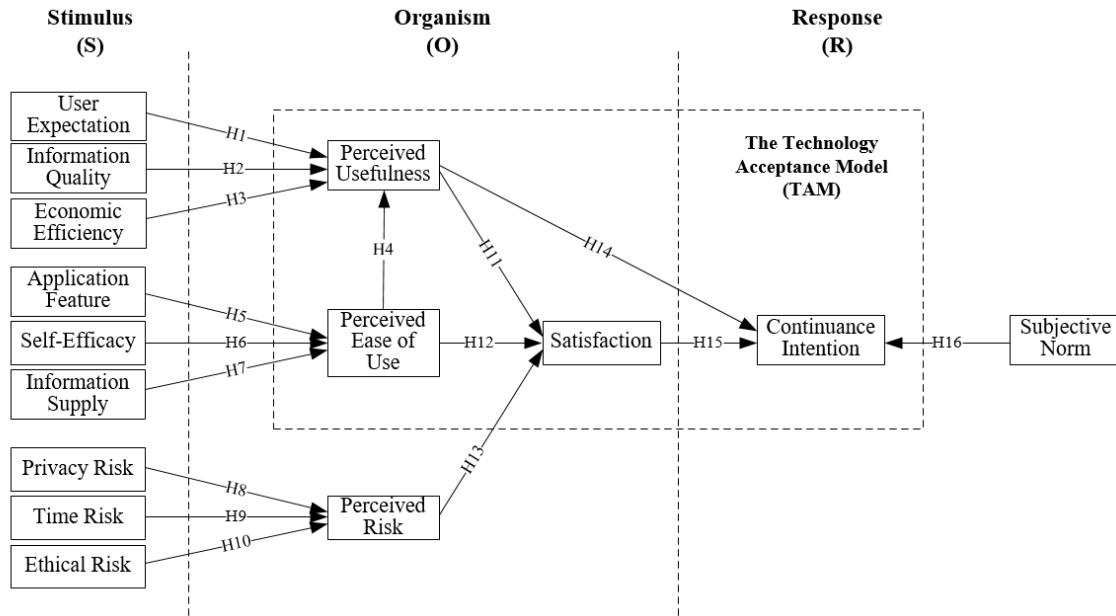 Stimulus
(S)
Organism
(O)
Response
(R)
User
Expectation
Information
Quality
Economic
Efficiency
H1
H2
H3
Perceived
Usefulness
The Technology
Acceptance Model
(TAM)
H4
H11
H14
Application
Feature
Self-Efficacy
Information
Supply
H5
H6
H7
Perceived
Ease of
Use
H12
Satisfaction
H15
Continuance
Intention
H16
Subjective
Norm
H13
Privacy Risk
Time Risk
Ethical Risk
H8
H9
H10
Perceived
Risk